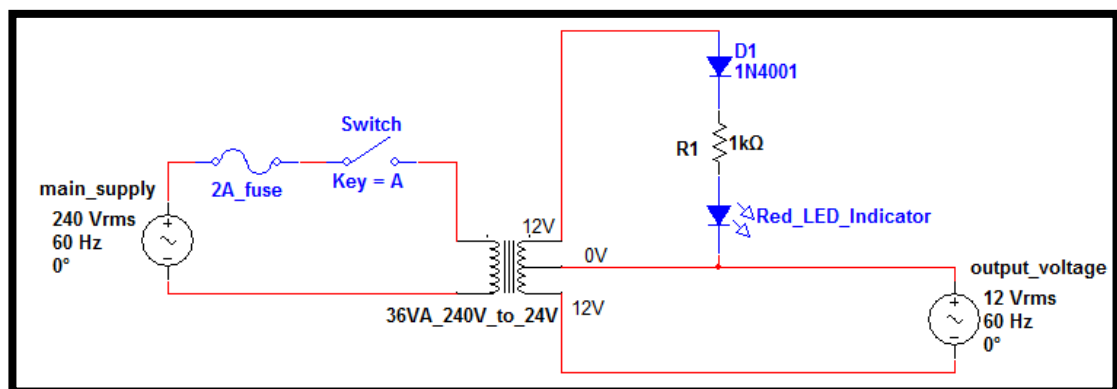 D1
1N4001
Switch
R1
1kΩ
main_supply
2A_fuse
Key = A
240 Vrms
60 Hz
0°
12V
Red_LED_Indicator
0V
output_voltage
36VA_240V_to_24V
12V
12 Vrms
60 Hz
0°